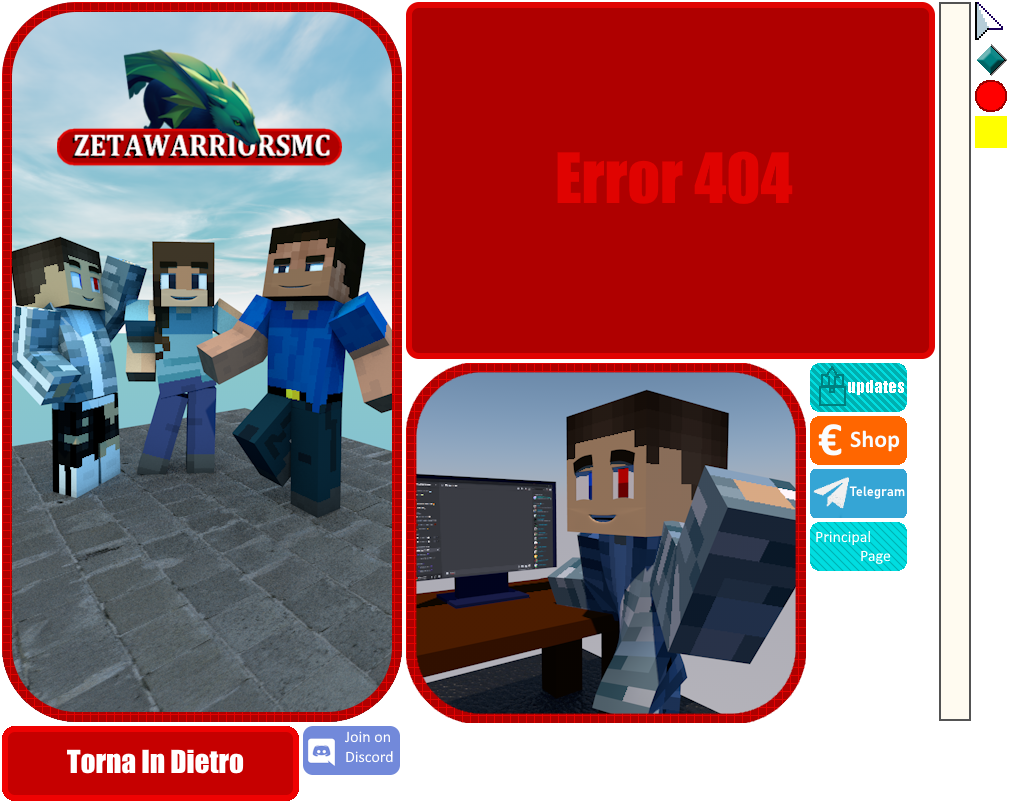 ZETAWARRIORSMC
Error 404
updates
€ Shop
Telegram
Principal
Page
Torna In Dietro
Join on
Discord